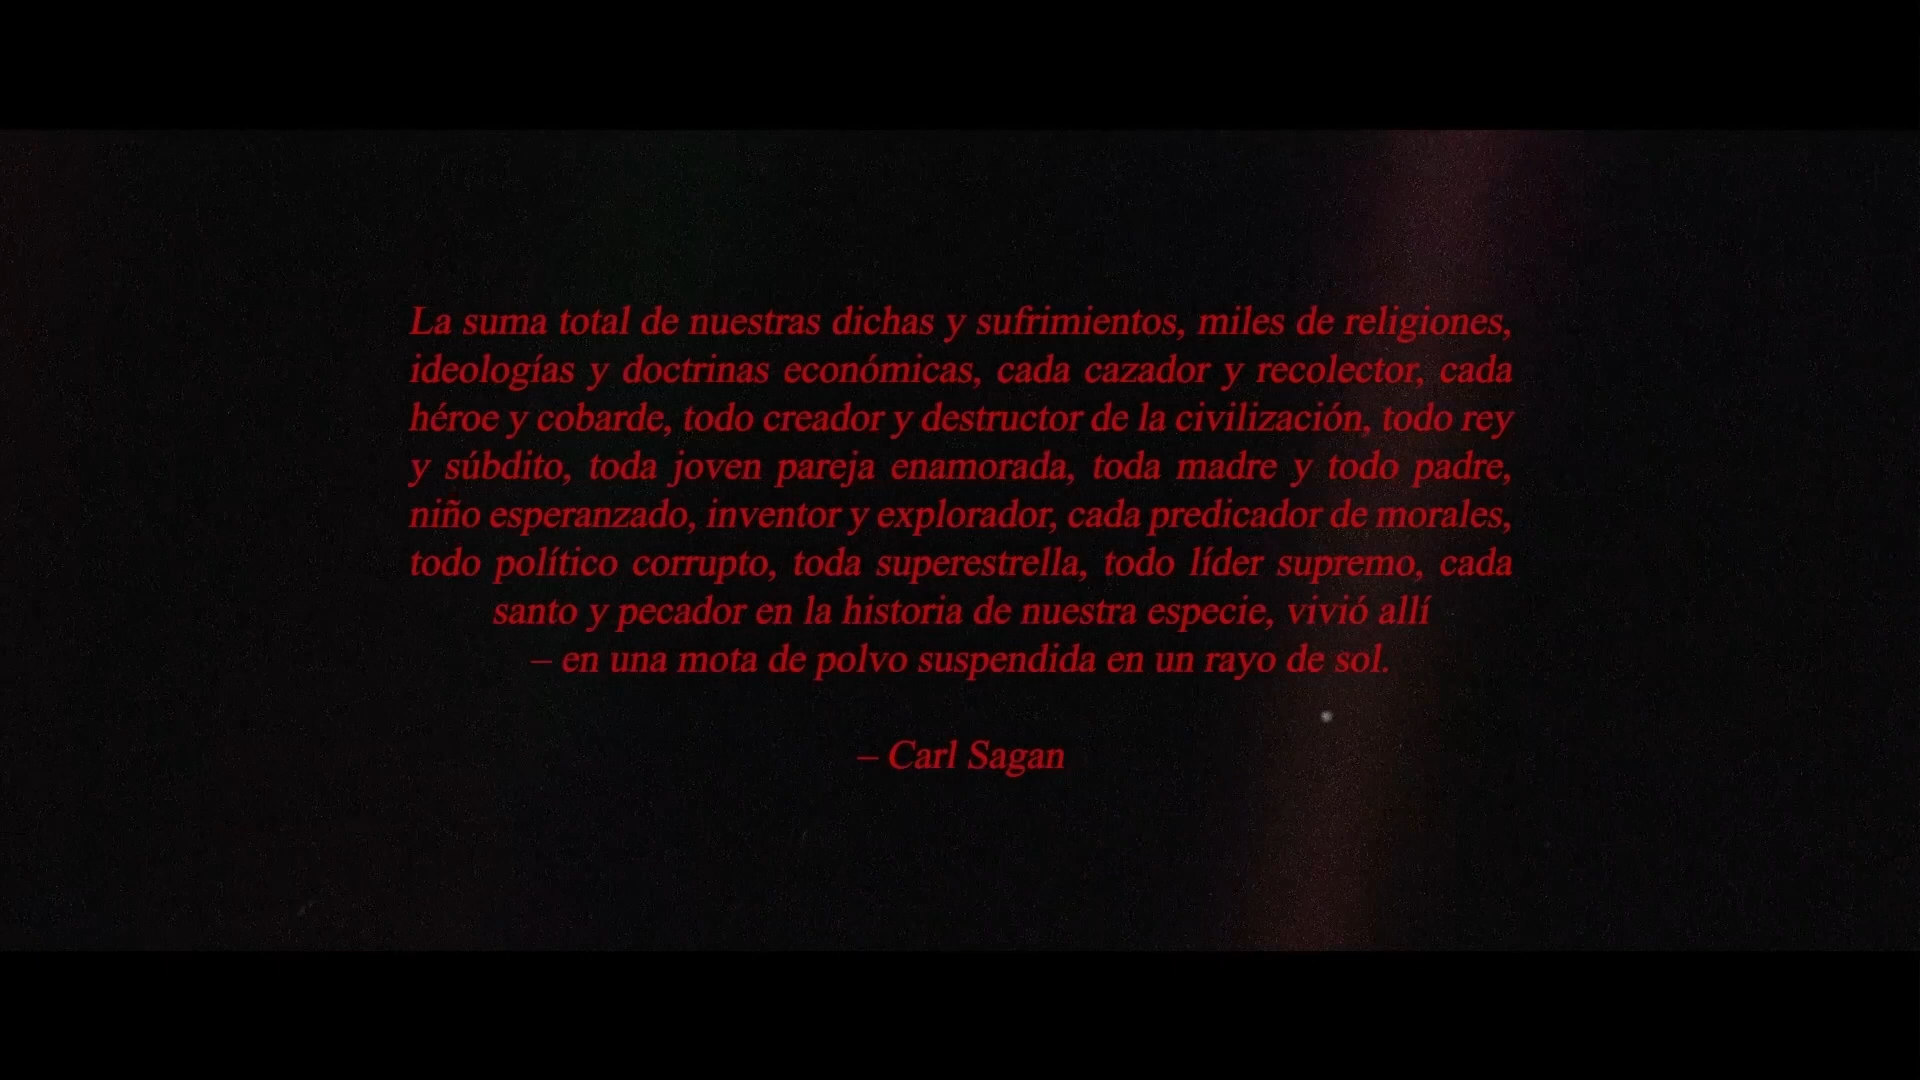 La suma total de nuestras dichas y sufrimientos, miles de religiones,
ideologías y doctrinas económicas, cada cazador y recolector, cada
héroe y cobarde, todo creador y destructor de la civilización, todo rey
y súbdito, toda joven pareja enamorada, toda madre y todo padre,
niño esperanzado, inventor y explorador, cada predicador de morales,
todo político corrupto, toda superestrella, todo líder supremo, cada
santo y pecador en la historia de nuestra especie, vivió allí
– en una mota de polvo suspendida en un rayo de sol.
– Carl Sagan